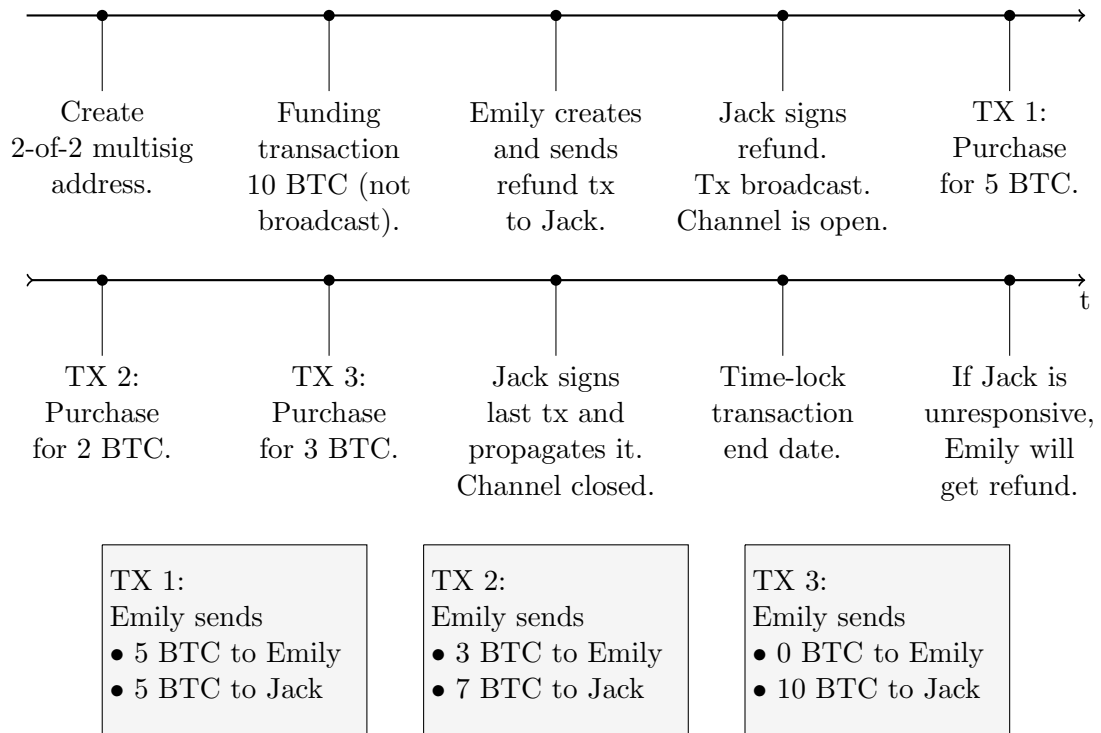 Create
2-of-2 multisig
address.
Funding
transaction
10 BTC (not
broadcast).
Emily creates
and sends
refund tx
to Jack.
Jack signs
refund.
Tx broadcast.
Channel is open.
TX 1:
Purchase
for 5 BTC.
t
TX 2:
Purchase
for 2 BTC.
TX 3:
Purchase
for 3 BTC.
Jack signs
last tx and
propagates it.
Channel closed.
Time-lock
transaction
end date.
If Jack is
unresponsive,
Emily will
get refund.
TX 1:
Emily sends
• 5 BTC to Emily
• 5 BTC to Jack
TX 2:
Emily sends
• 3 BTC to Emily
• 7 BTC to Jack
TX 3:
Emily sends
• 0 BTC to Emily
• 10 BTC to Jack